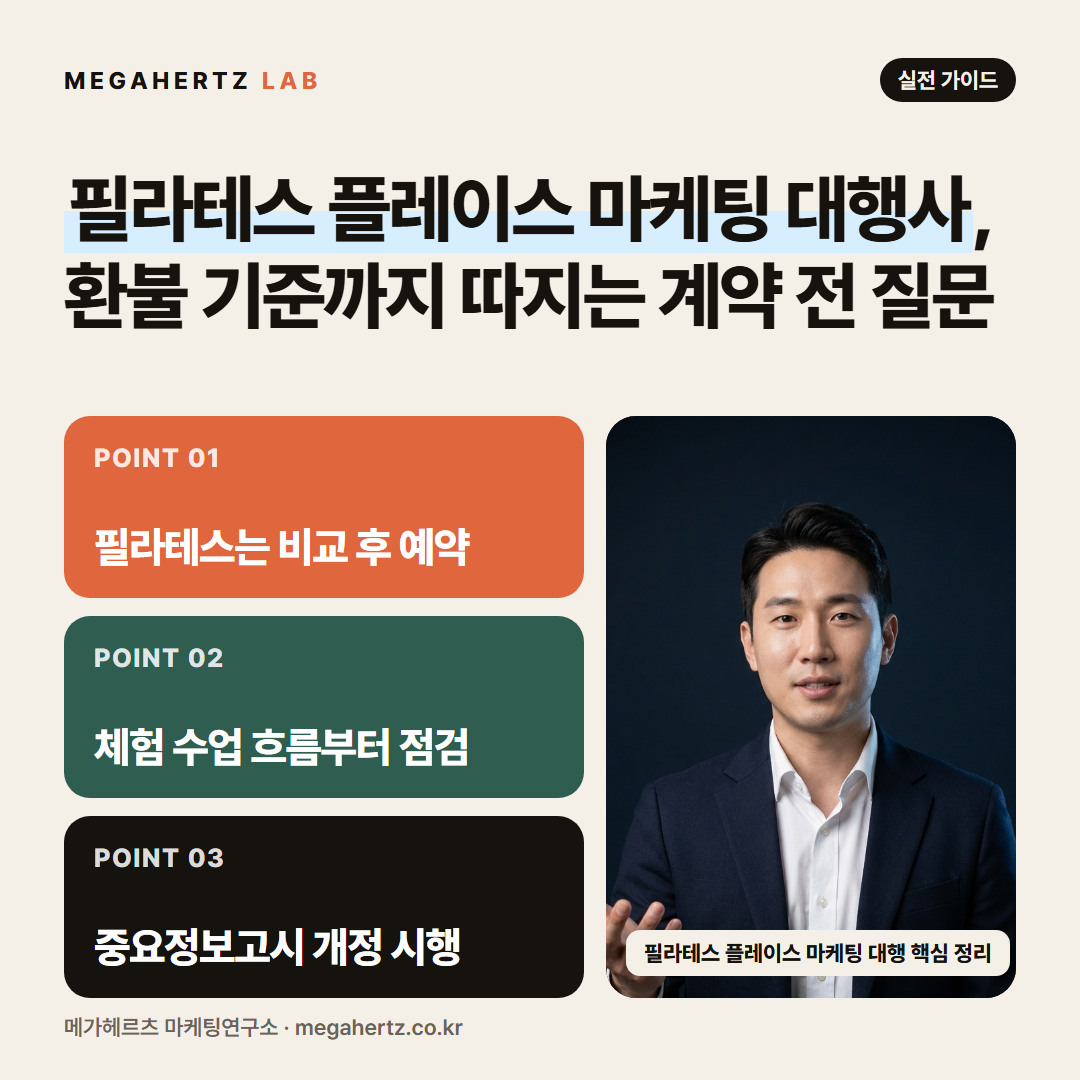 MEGAHERTZ LAB
실전 가이드
필라테스 플레이스 마케팅 대행사,
환불 기준까지 따지는 계약 전 질문
POINT 01
필라테스는 비교 후 예약
POINT 02
체험 수업 흐름부터 점검
POINT 03
중요정보고시 개정 시행
필라테스 플레이스 마케팅 대행 핵심 정리
메가헤르츠 마케팅연구소 · megahertz.co.kr